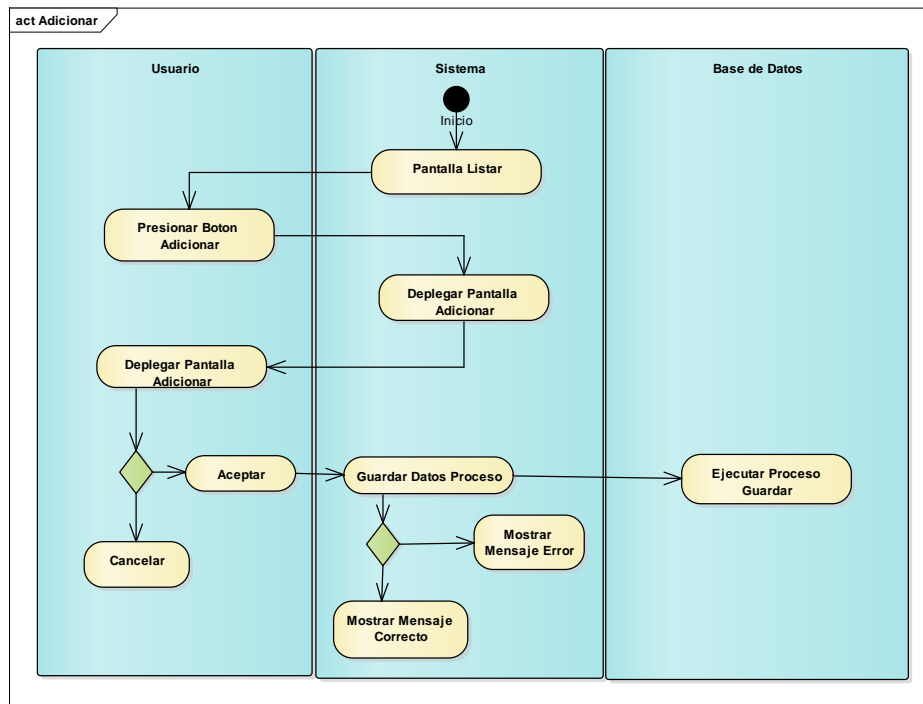 act Adicionar
Usuario
Sistema
Base de Datos
Inicio
Pantalla Listar
Presionar Boton
Adicionar
Deplegar Pantalla
Adicionar
Deplegar Pantalla
Adicionar
Aceptar
Guardar Datos Proceso
Ejecutar Proceso
Guardar
Mostrar
Mensaje Error
Cancelar
Mostrar Mensaje
Correcto